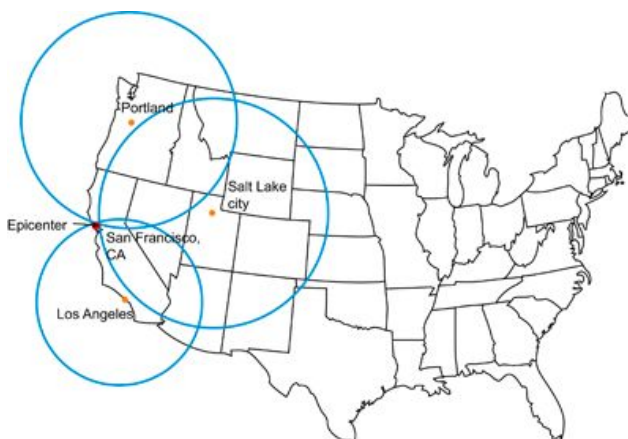 Portland
Salt Lake
city
Epicenter
San Francisco,
CA
Los Angeles